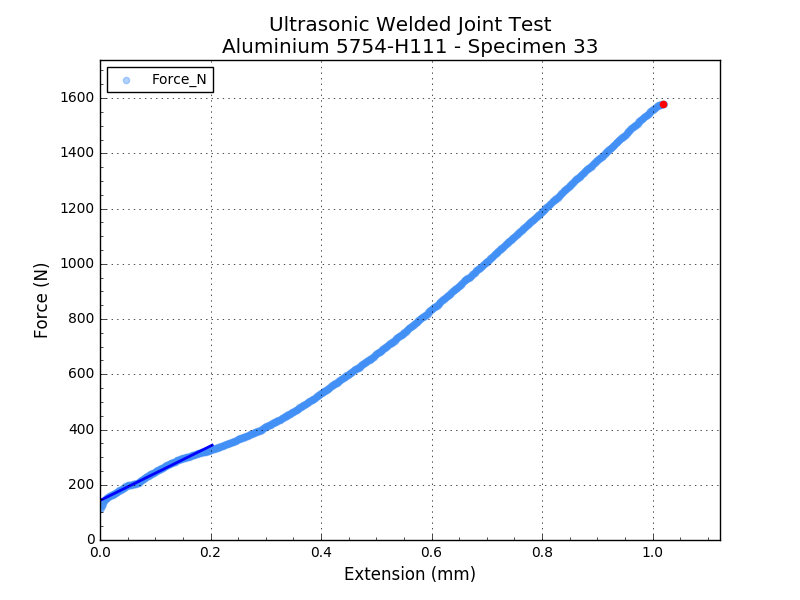 Ultrasonic Welded Joint Test
Aluminium 5754-H111 - Specimen 33
Force_N
1600
1400
1200
1000
800
600
400
200
0
Force (N)
0.0 0.2 0.4 0.6 0.8 1.0
Extension (mm)